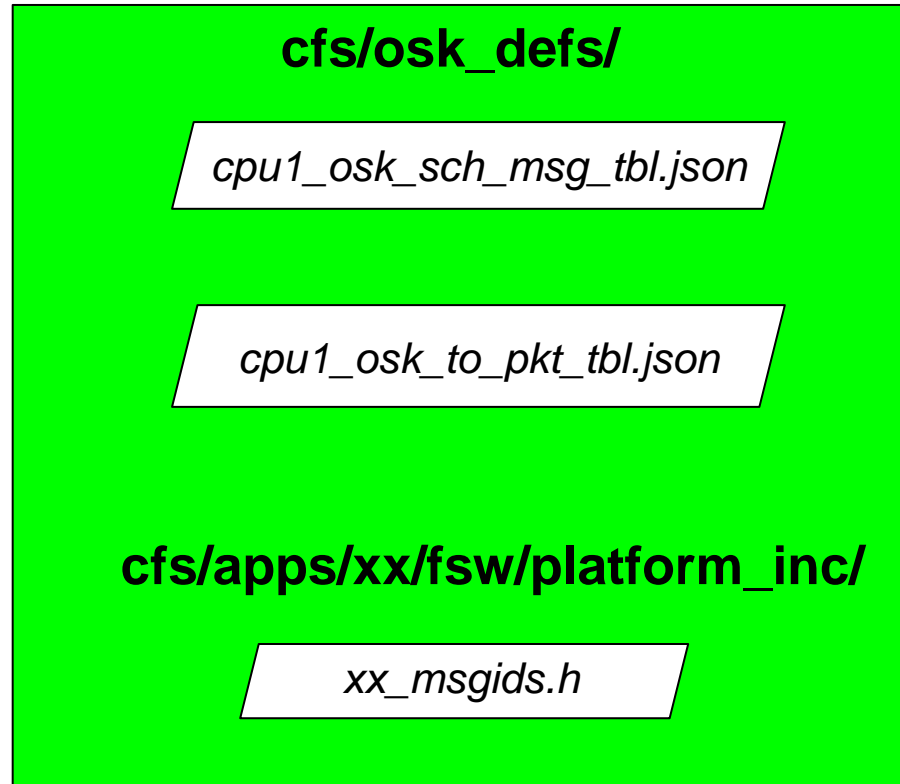 cfs/osk_defs/
cpu1_osk_sch_msg_tbl.json
cpu1_osk_to_pkt_tbl.json
cfs/apps/xx/fsw/platform_inc/
xx_msgids.h